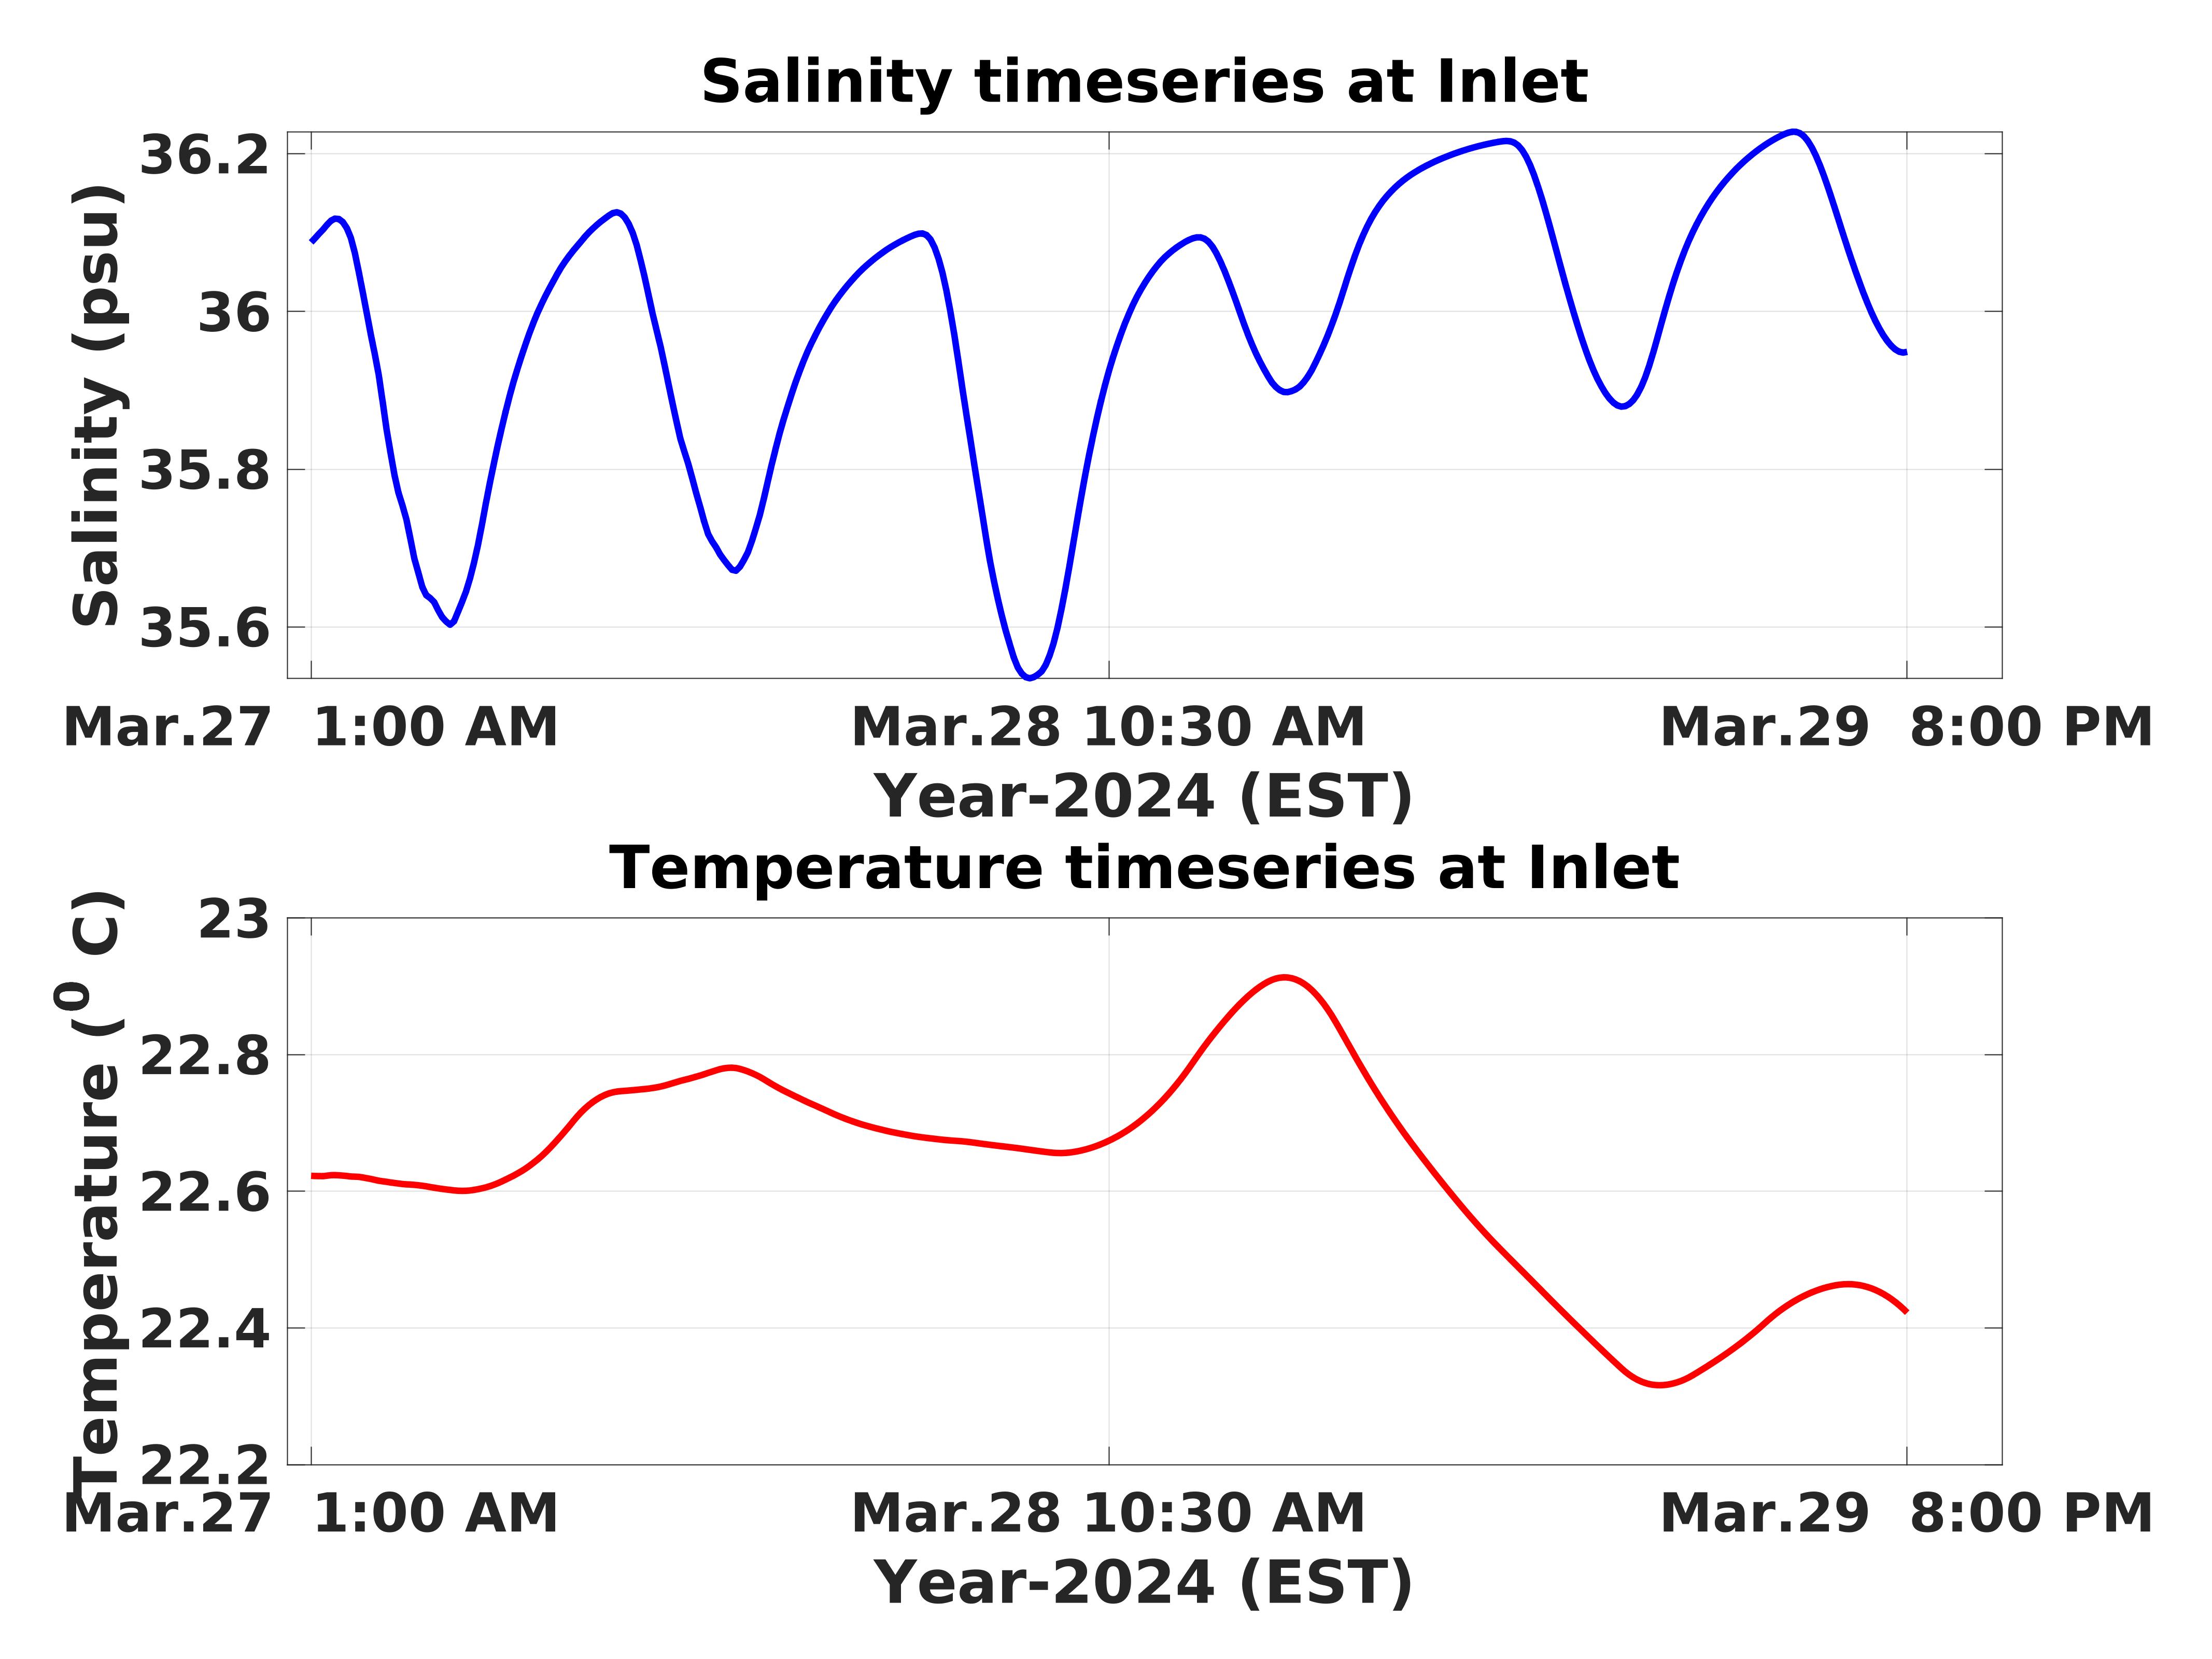 Salinity timeseries at Inlet
Salinity (psu)
36.2
36
35.8
35.6
Mar.27 1:00 AM Mar.28 10:30 AM Mar.29 8:00 PM
Year-2024 (EST)
Temperature timeseries at Inlet
Temperature (⁰ C)
23
22.8
22.6
22.4
22.2
Mar.27 1:00 AM Mar.28 10:30 AM Mar.29 8:00 PM
Year-2024 (EST)